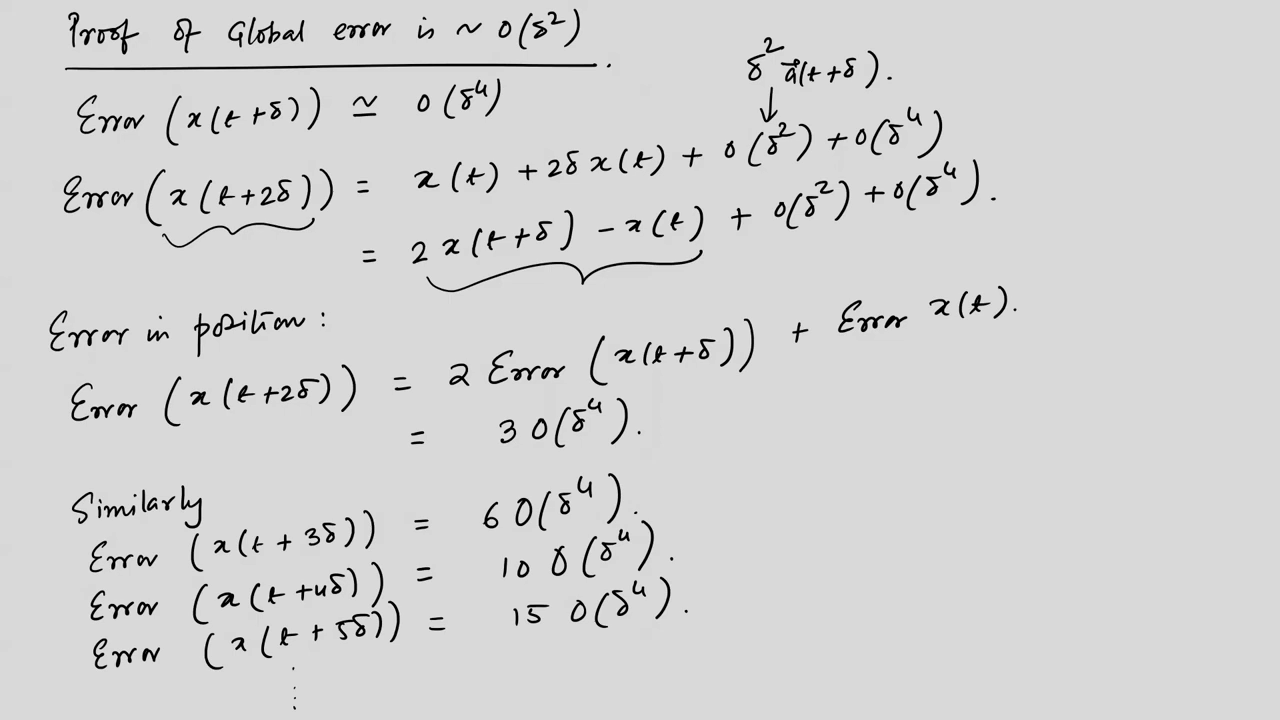 Proof of Global error is ~ O(δ²).
δ² a⃗(t+δ).
↓
Error (x(t+δ)) ≃ O(δ⁴)
Error (x(t+2δ)) = x(t) + 2δ x(t) + O(δ²) + O(δ⁴)
= 2 x(t+δ) - x(t) + O(δ²) + O(δ⁴).
Error in position:
Error (x(t+2δ)) = 2 Error (x(t+δ)) + Error x(t).
= 3 O(δ⁴).
Similarly
Error (x(t + 3δ)) = 6 O(δ⁴).
Error (x(t +4δ)) = 10 O(δ⁴).
Error (x(t + 5δ)) = 15 O(δ⁴).
⋮